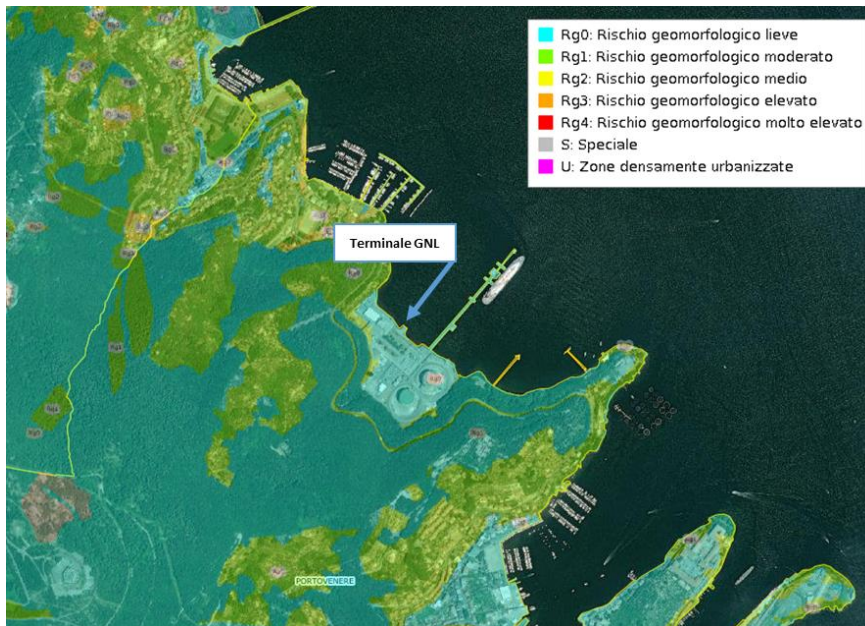 Rg0: Rischio geomorfologico lieve
Rg1: Rischio geomorfologico moderato
Rg2: Rischio geomorfologico medio
Rg3: Rischio geomorfologico elevato
Rg4: Rischio geomorfologico molto elevato
S: Speciale
U: Zone densamente urbanizzate
Terminale GNL
PORTOVENERE